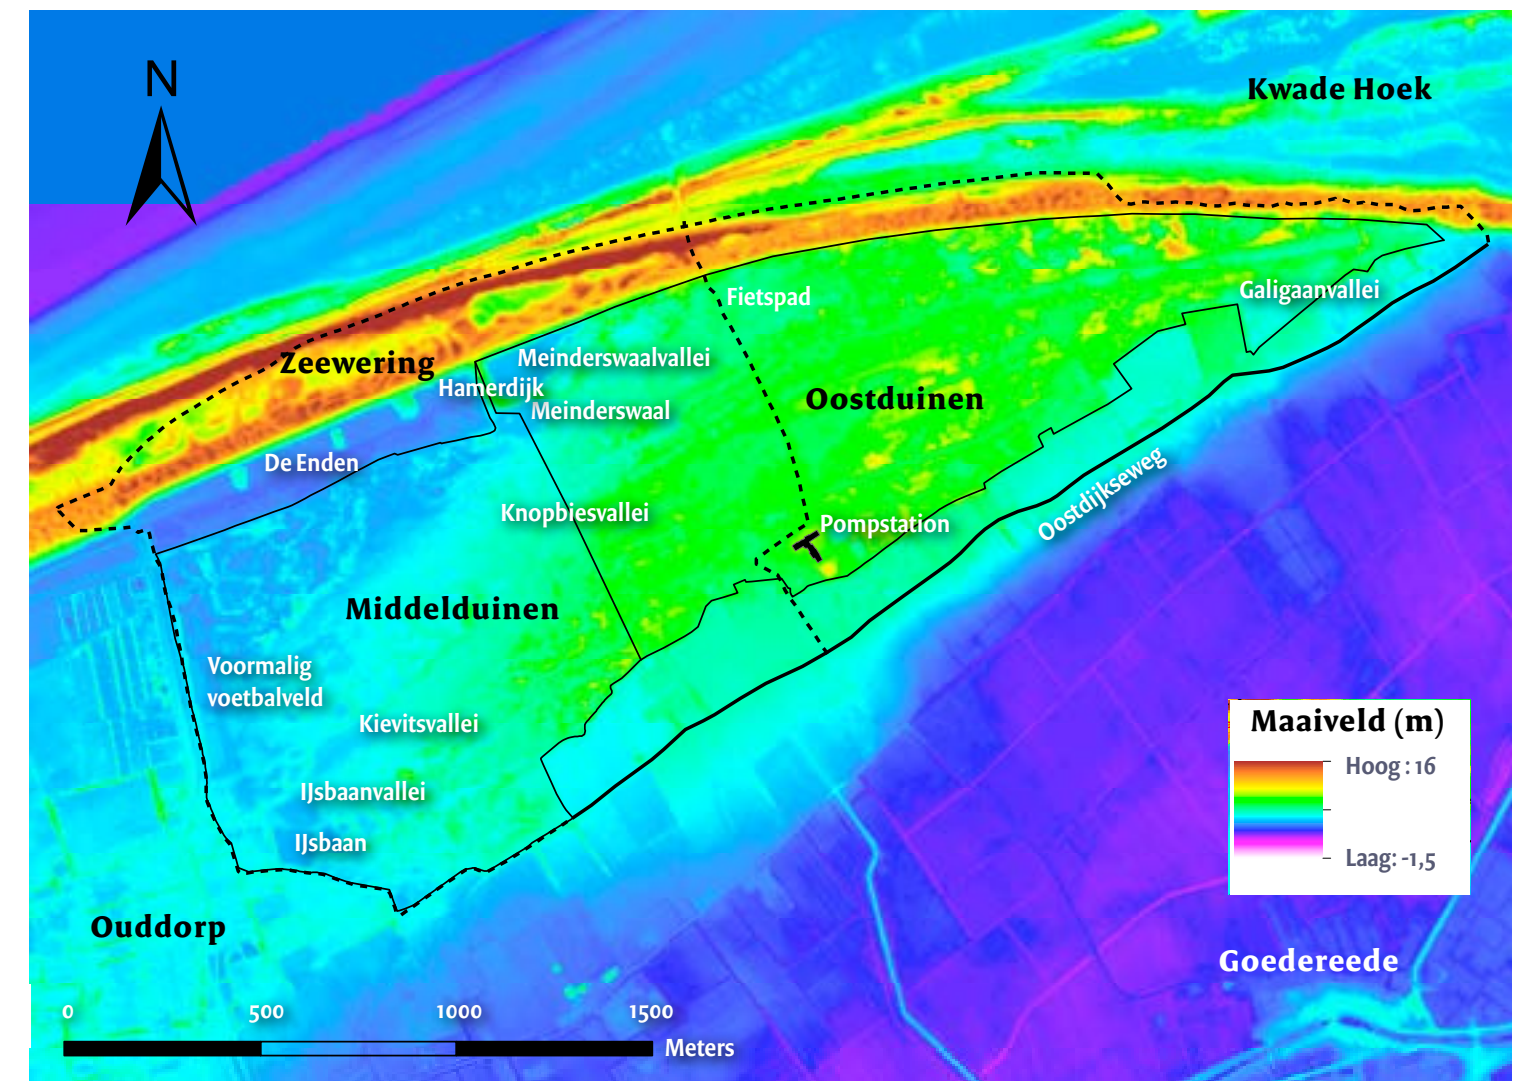 N
Kwade Hoek
Fietspad
Galigaanvallei
Zeewering
Meinderswaalvallei
Hamerdijk
Oostduinen
Meinderswaal
De Enden
Oostdijkseweg
Knopbiesvallei
Pompstation
Middelduinen
Voormalig
voetbalveld
Kievitsvallei
IJsbaanvallei
IJsbaan
Maaiveld (m)
Hoog : 16
Laag: -1,5
Ouddorp
Goedereede
0 500 1000 1500
Meters